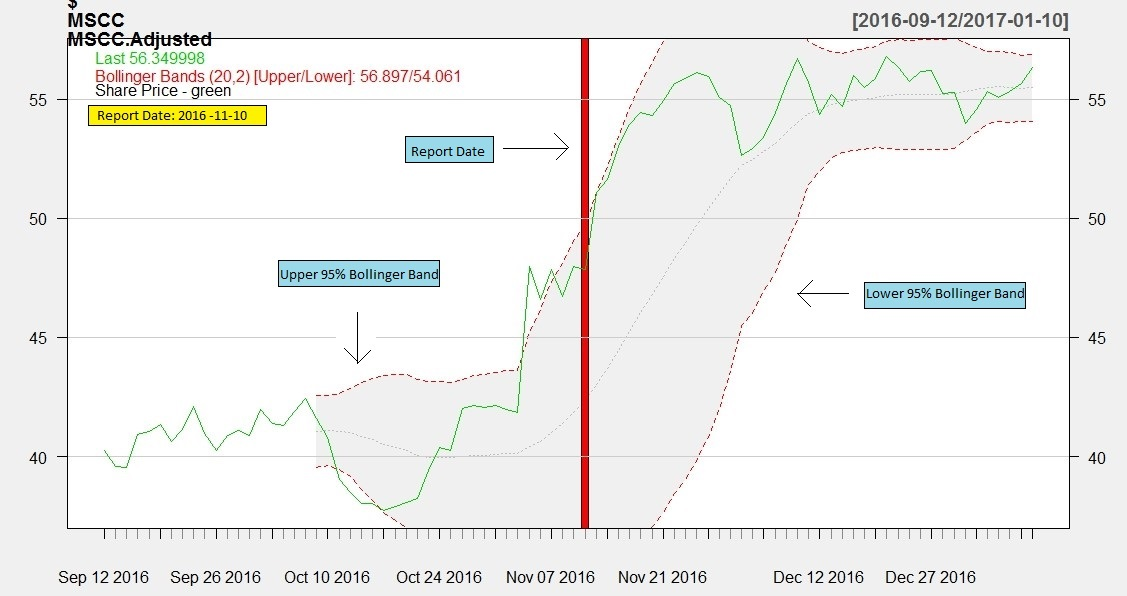 $
MSCC
[2016-09-12/2017-01-10]
MSCC.Adjusted
Last 56.349998
Bollinger Bands (20,2) [Upper/Lower]: 56.897/54.061
Share Price - green
Report Date: 2016 -11-10
55
55
Report Date
50
50
Upper 95% Bollinger Band
Lower 95% Bollinger Band
45
45
40
40
Sep 12 2016 Sep 26 2016 Oct 10 2016 Oct 24 2016 Nov 07 2016 Nov 21 2016 Dec 12 2016 Dec 27 2016